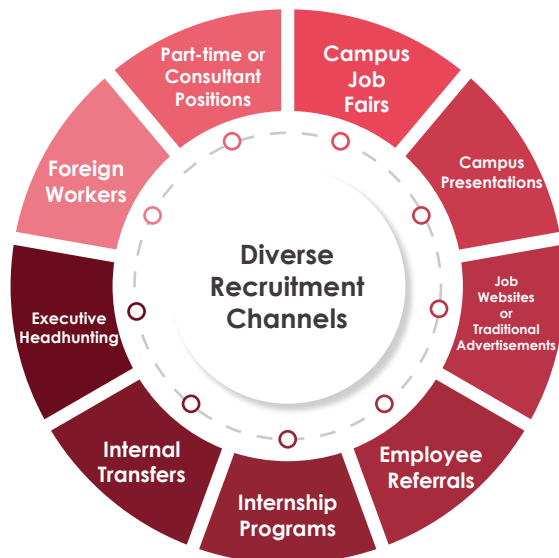 Diverse
Recruitment
Channels
Campus
Job
Fairs
Campus
Presentations
Job
Websites
or
Traditional
Advertisements
Employee
Referrals
Internship
Programs
Internal
Transfers
Executive
Headhunting
Foreign
Workers
Part-time or
Consultant
Positions